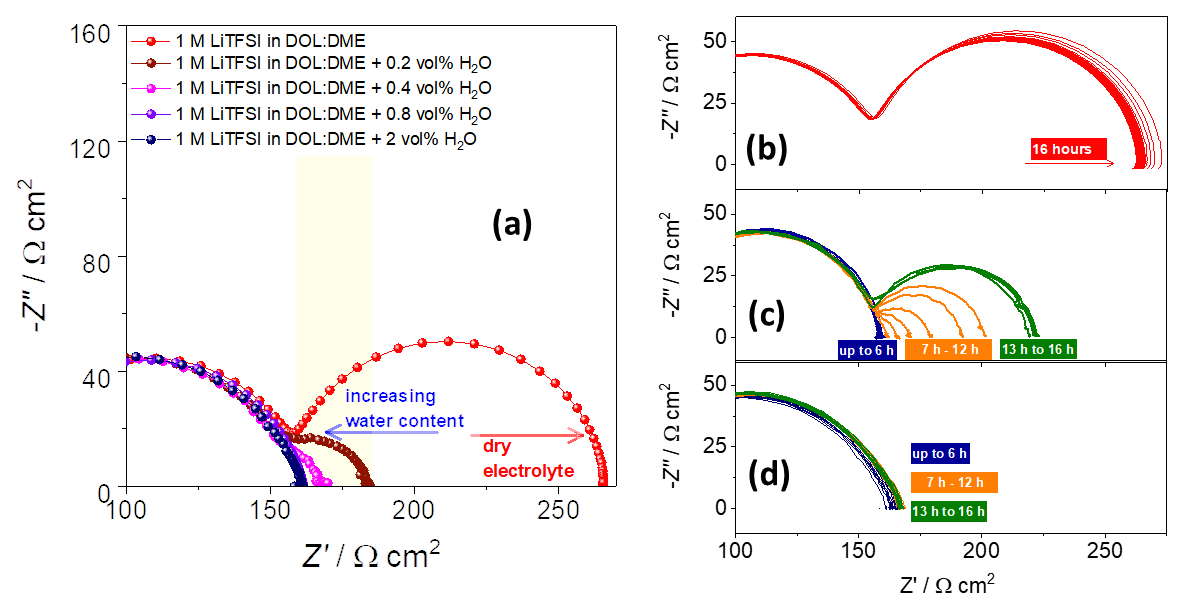 160
120
80
40
0
-Z" / Ω cm²
1 M LiTFSI in DOL:DME
1 M LiTFSI in DOL:DME + 0.2 vol% H₂O
1 M LiTFSI in DOL:DME + 0.4 vol% H₂O
1 M LiTFSI in DOL:DME + 0.8 vol% H₂O
1 M LiTFSI in DOL:DME + 2 vol% H₂O
(a)
increasing
water content
dry
electrolyte
100 150 200 250
Z' / Ω cm²
50
25
0
-Z" / Ω cm²
(b)
16 hours
50
25
0
-Z" / Ω cm²
(c)
up to 6 h
7 h - 12 h
13 h to 16 h
50
25
0
-Z" / Ω cm²
(d)
up to 6 h
7 h - 12 h
13 h to 16 h
100 150 200 250
Z' / Ω cm²